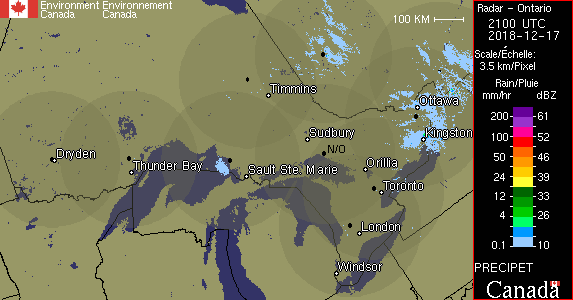 Environment Environnement
Canada Canada
100 KM
Timmins
Ottawa
Sudbury
Kingston
N/O
Dryden
Thunder Bay
Sault Ste. Marie
Orillia
Toronto
London
Windsor
Radar - Ontario
2100 UTC
2018-12-17
Scale/Échelle:
3.5 km/Pixel
Rain/Pluie
mm/hr dBZ
200 61
100 52
50 46
24 39
12 33
4 26
0.1 10
PRECIPET
Canada